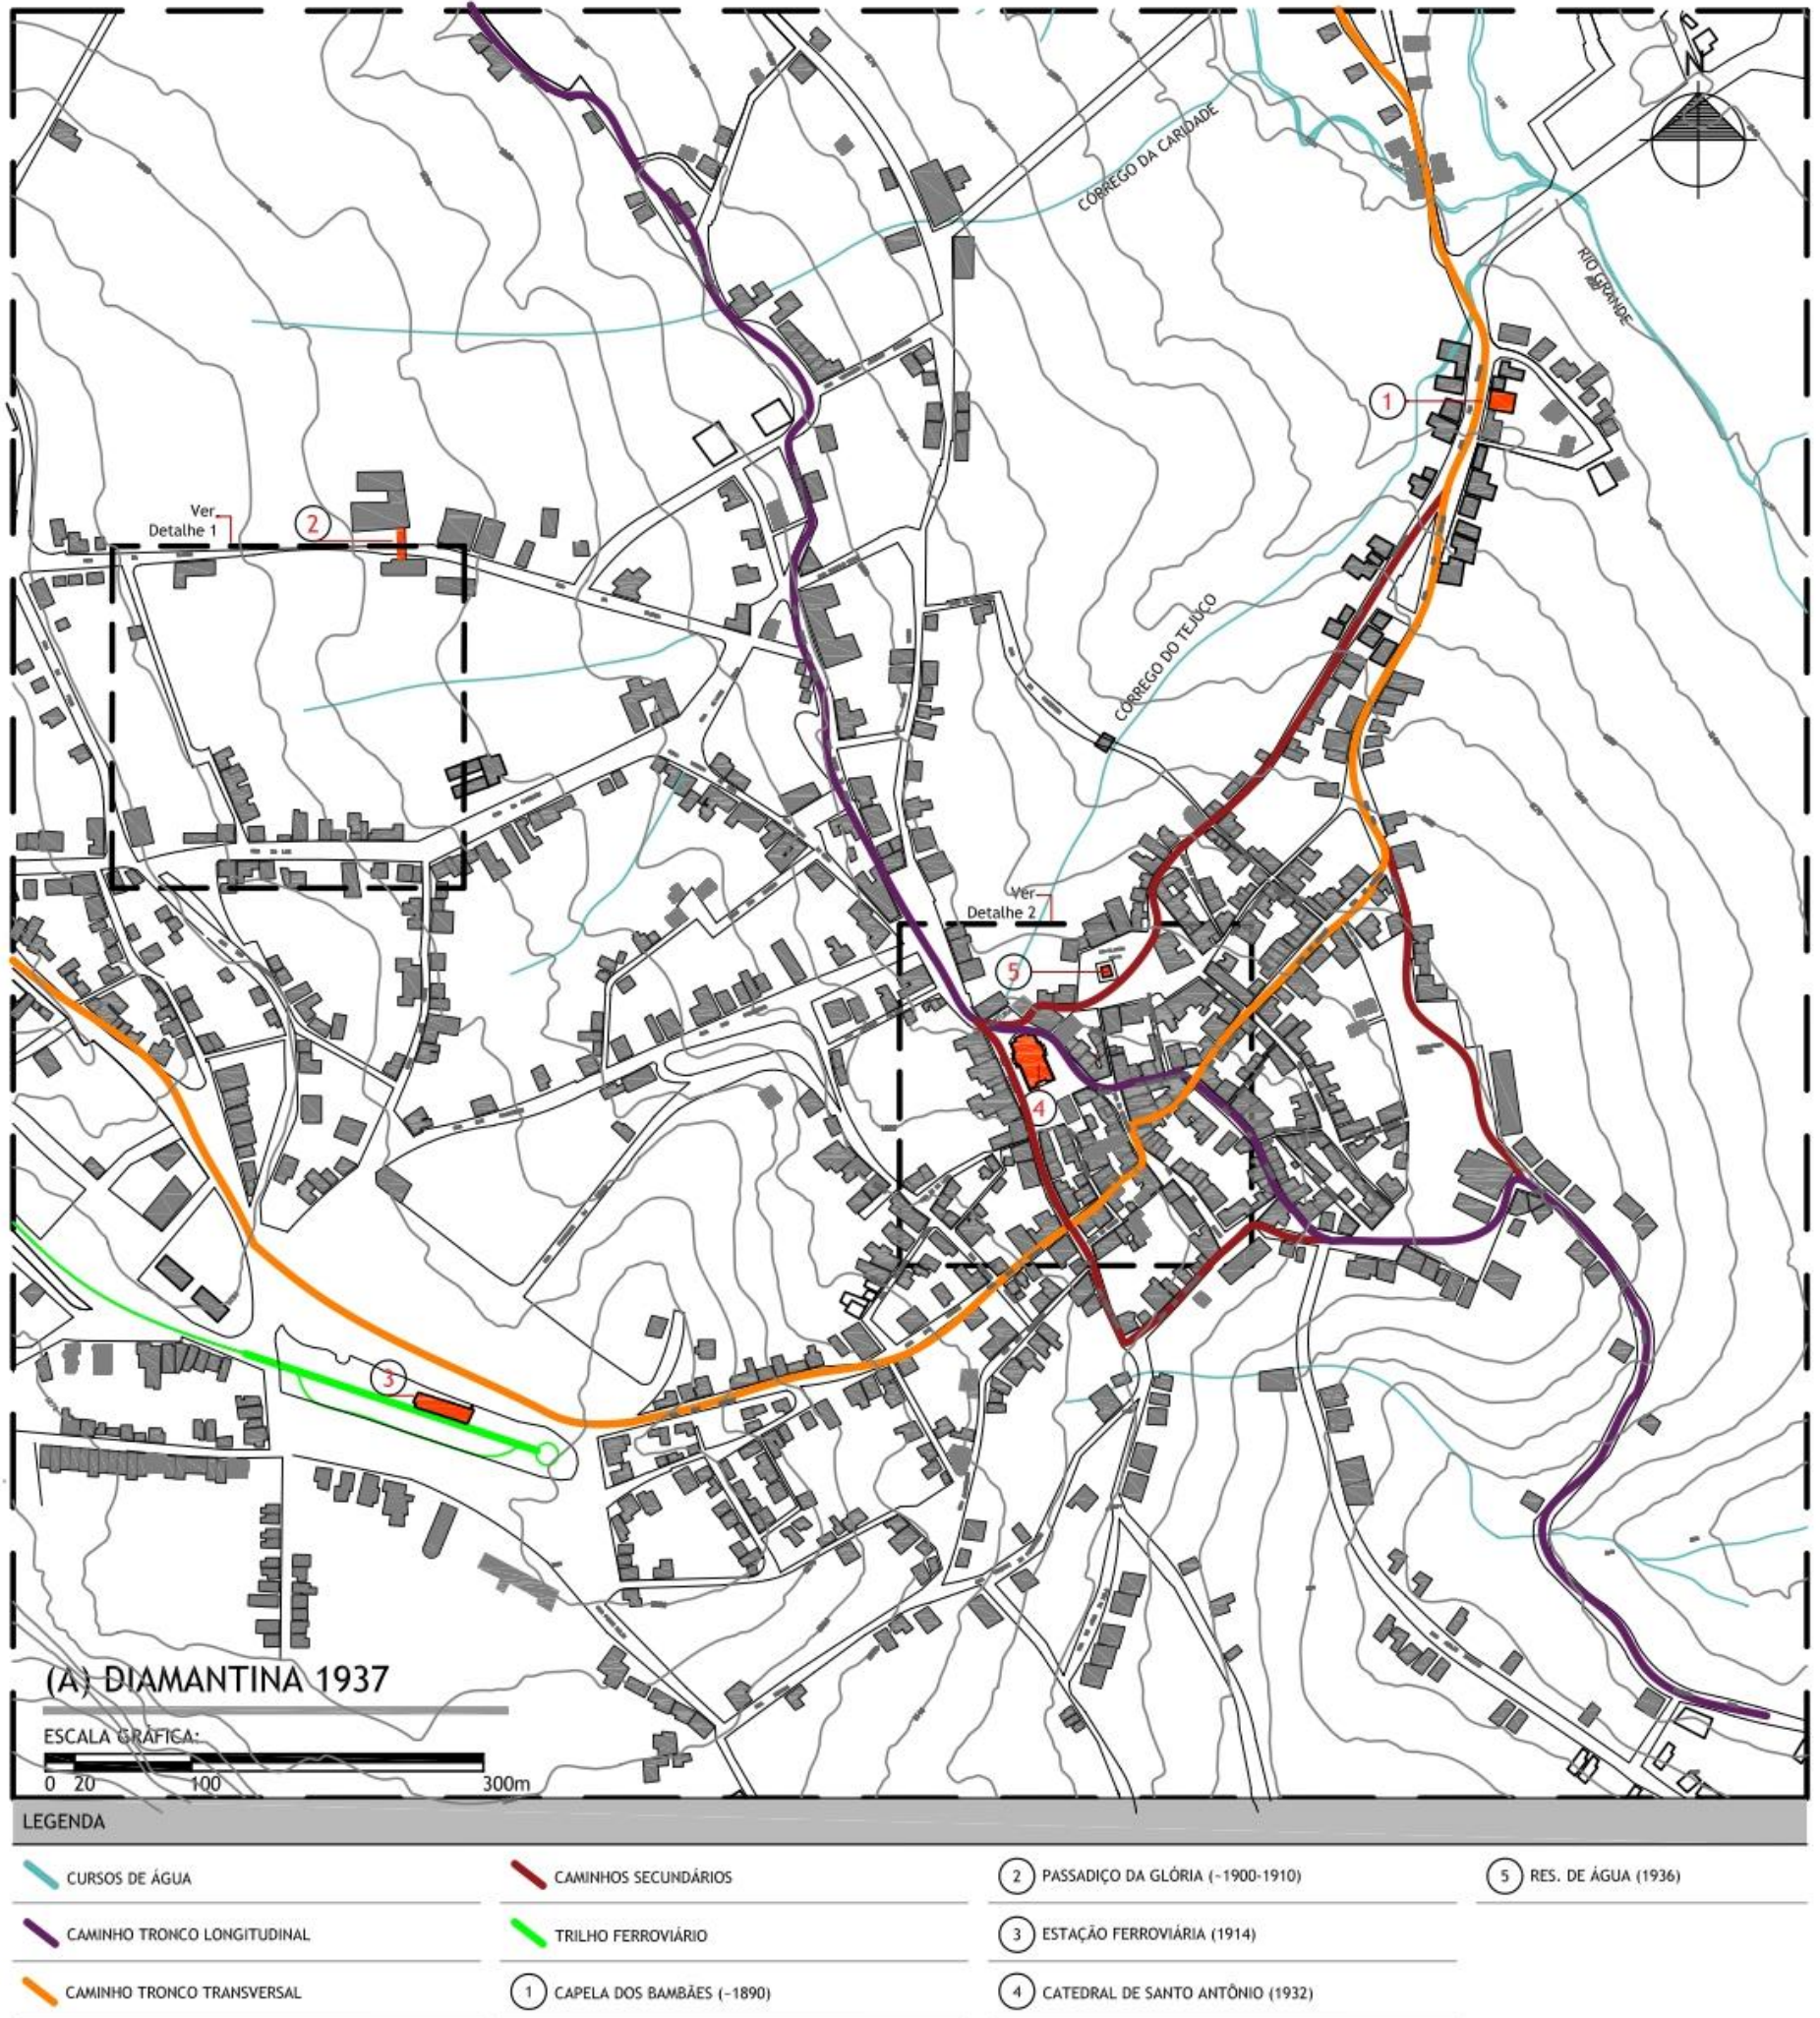 N
CÓRREGO DA CARIDADE
RIO GRANDE
1
Ver
Detalhe 1
2
CÓRREGO DO TEJUCO
Ver
Detalhe 2
5
4
3
(A) DIAMANTINA 1937
ESCALA GRÁFICA:
0 20 100 300m
LEGENDA
CURSOS DE ÁGUA
CAMINHOS SECUNDÁRIOS
2 PASSADIÇO DA GLÓRIA (~1900-1910)
5 RES. DE ÁGUA (1936)
CAMINHO TRONCO LONGITUDINAL
TRILHO FERROVIÁRIO
3 ESTAÇÃO FERROVIÁRIA (1914)
CAMINHO TRONCO TRANSVERSAL
1 CAPELA DOS BAMBÃES (~1890)
4 CATEDRAL DE SANTO ANTÔNIO (1932)